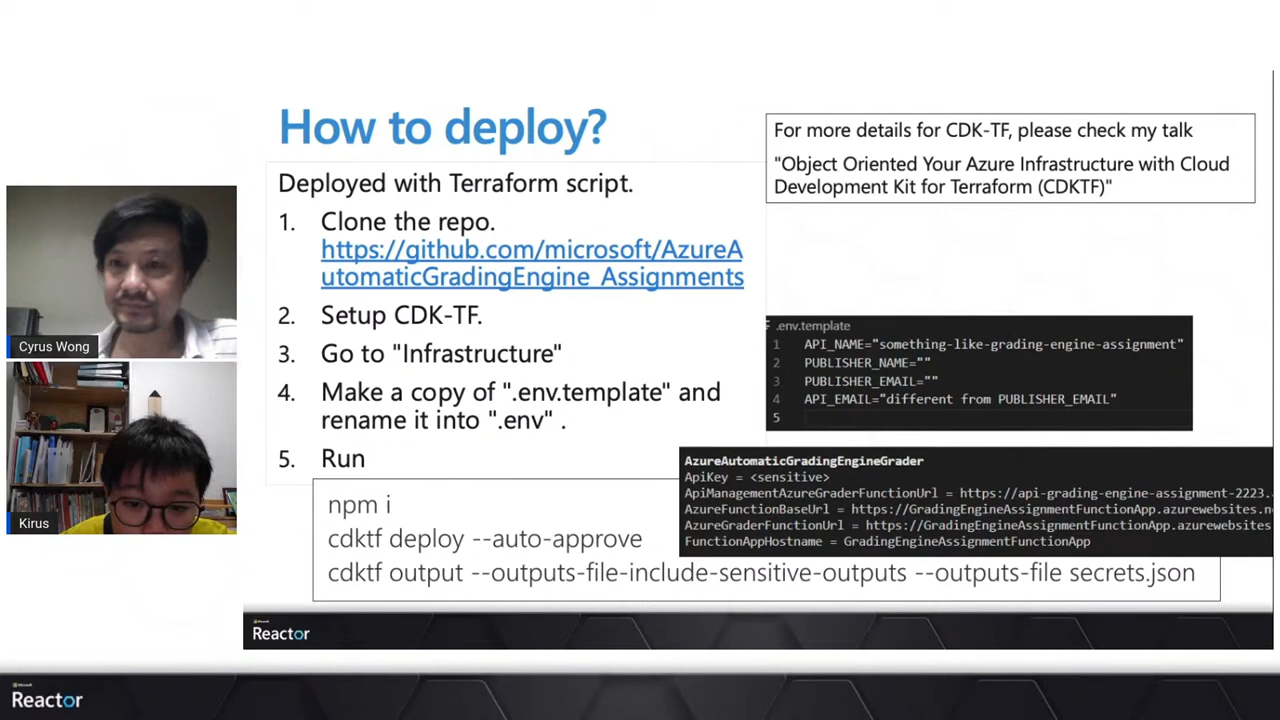 How to deploy?
Deployed with Terraform script.
1. Clone the repo.
https://github.com/microsoft/AzureA
utomaticGradingEngine_Assignments
2. Setup CDK-TF.
3. Go to "Infrastructure"
4. Make a copy of ".env.template" and
rename it into ".env" .
5. Run
npm i
cdktf deploy --auto-approve
cdktf output --outputs-file-include-sensitive-outputs --outputs-file secrets.json
For more details for CDK-TF, please check my talk
"Object Oriented Your Azure Infrastructure with Cloud
Development Kit for Terraform (CDKTF)"
.env.template
1 API_NAME="something-like-grading-engine-assignment"
2 PUBLISHER_NAME=""
3 PUBLISHER_EMAIL=""
4 API_EMAIL="different from PUBLISHER_EMAIL"
5
AzureAutomaticGradingEngineGrader
ApiKey = <sensitive>
ApiManagementAzureGraderFunctionUrl = https://api-grading-engine-assignment-2223.
AzureFunctionBaseUrl = https://GradingEngineAssignmentFunctionApp.azurewebsites.n
AzureGraderFunctionUrl = https://GradingEngineAssignmentFunctionApp.azurewebsites
FunctionAppHostname = GradingEngineAssignmentFunctionApp
Cyrus Wong
Kirus
Microsoft
Reactor
Microsoft
Reactor